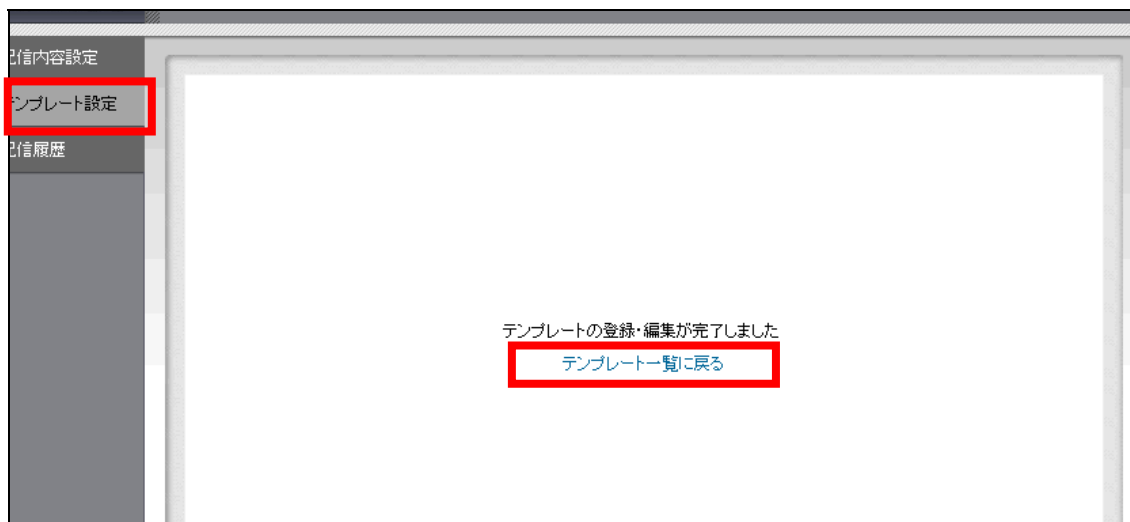 信内容設定
ンプレート設定
信履歴
テンプレートの登録・編集が完了しました
テンプレート一覧に戻る